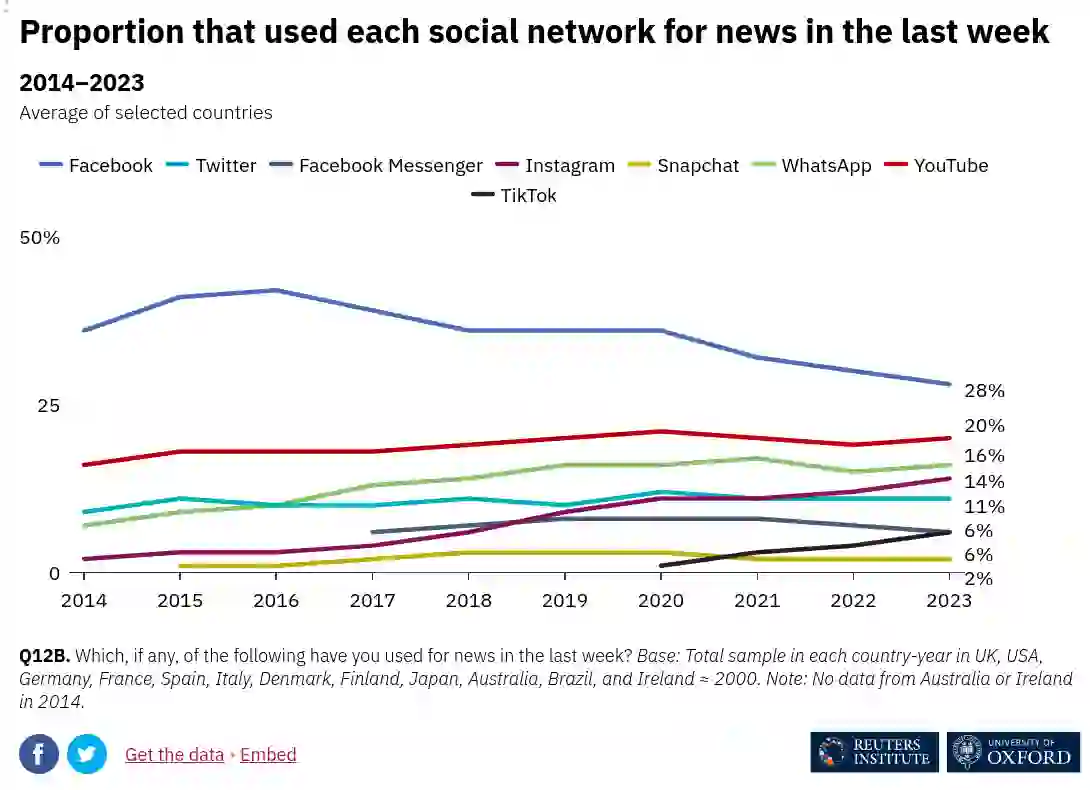 Proportion that used each social network for news in the last week
2014–2023
Average of selected countries
Facebook Twitter Facebook Messenger Instagram Snapchat WhatsApp YouTube
TikTok
50%
25
0
28%
20%
16%
14%
11%
6%
6%
2%
2014 2015 2016 2017 2018 2019 2020 2021 2022 2023
Q12B. Which, if any, of the following have you used for news in the last week? Base: Total sample in each country-year in UK, USA,
Germany, France, Spain, Italy, Denmark, Finland, Japan, Australia, Brazil, and Ireland ≈ 2000. Note: No data from Australia or Ireland
in 2014.
Get the data • Embed
REUTERS
INSTITUTE
UNIVERSITY OF
OXFORD